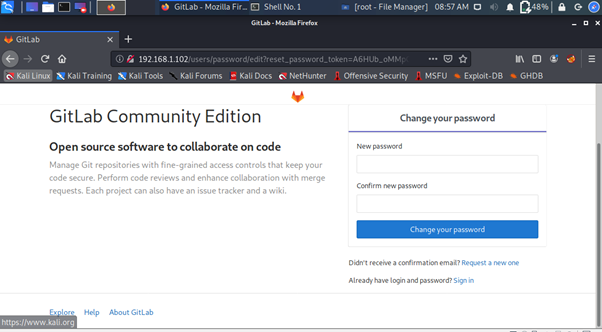 GitLab - Mozilla Fir...
Shell No. 1
[root - File Manager]
08:57 AM
48%
GitLab - Mozilla Firefox
GitLab
192.168.1.102/users/password/edit?reset_password_token=A6HUb_oMMp
Kali Linux
Kali Training
Kali Tools
Kali Forums
Kali Docs
NetHunter
Offensive Security
MSFU
Exploit-DB
GHDB
GitLab Community Edition
Open source software to collaborate on code
Manage Git repositories with fine-grained access controls that keep your
code secure. Perform code reviews and enhance collaboration with merge
requests. Each project can also have an issue tracker and a wiki.
Change your password
New password
Confirm new password
Change your password
Didn't receive a confirmation email? Request a new one
Already have login and password? Sign in
Explore
Help
About GitLab
https://www.kali.org